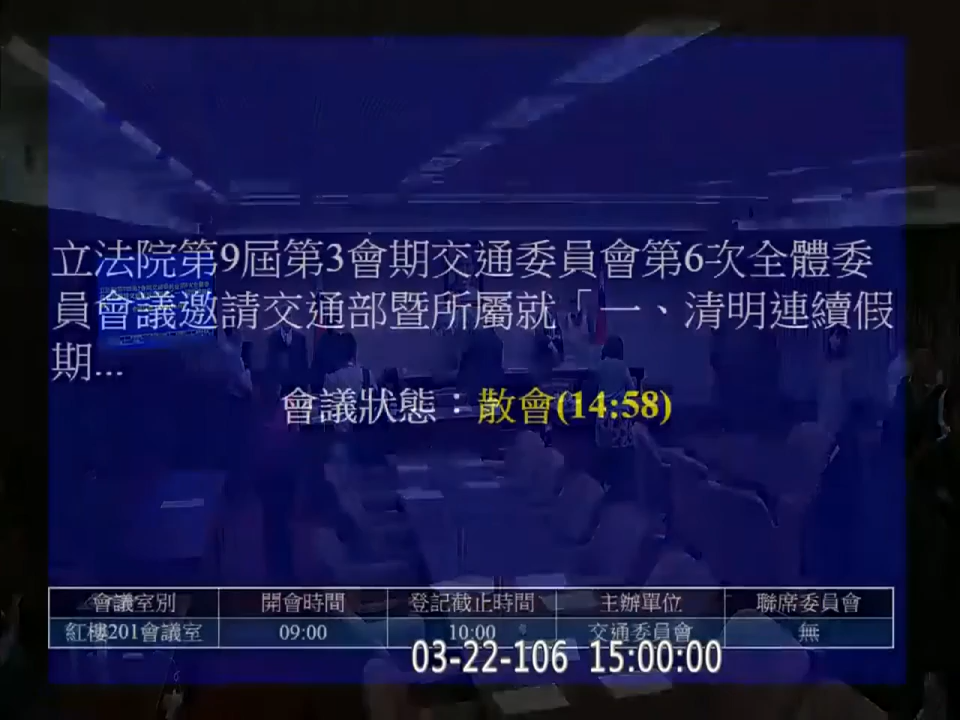 立法院第9屆第3會期交通委員會第6次全體委
員會議邀請交通部暨所屬就「一、清明連續假
期...
會議狀態：散會(14:58)
會議室別 開會時間 登記截止時間 主辦單位 聯席委員會
紅樓201會議室 09:00 10:00 交通委員會 無
03-22-106 15:00:00